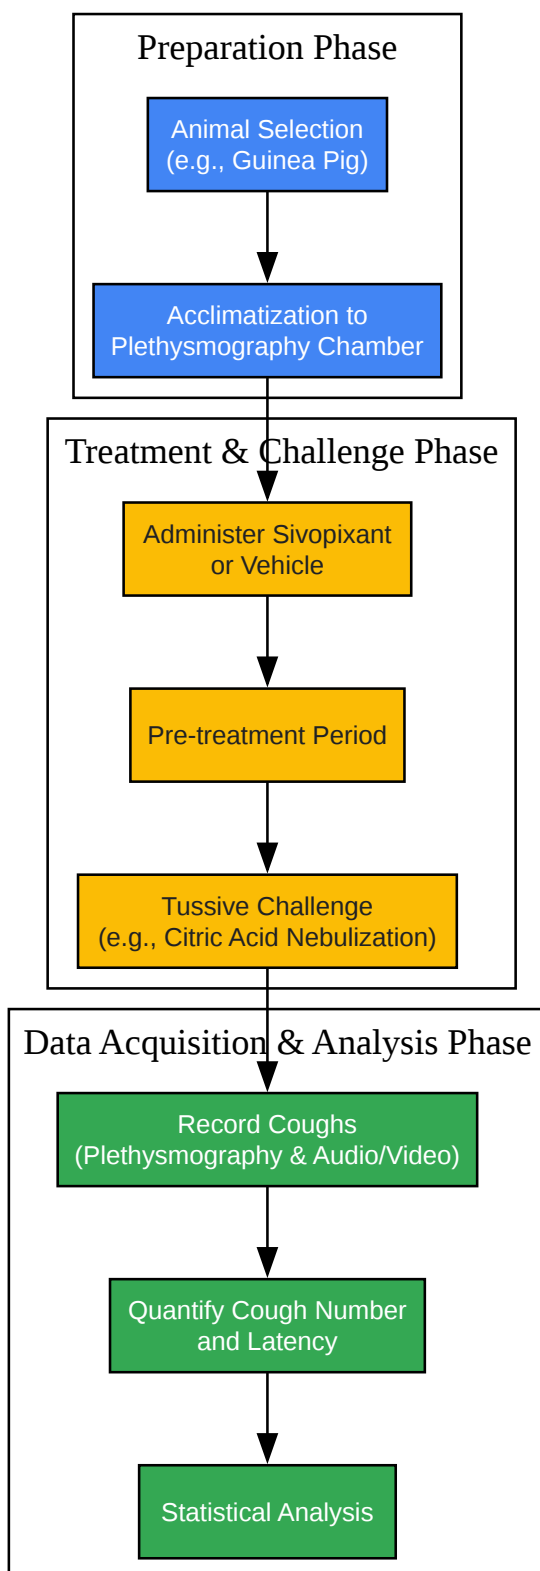 Preparation Phase
Animal Selection
(e.g., Guinea Pig)
Acclimatization to
Plethysmography Chamber
Treatment & Challenge Phase
Administer Sivopixant
or Vehicle
Pre-treatment Period
Tussive Challenge
(e.g., Citric Acid Nebulization)
Data Acquisition & Analysis Phase
Record Coughs
(Plethysmography & Audio/Video)
Quantify Cough Number
and Latency
Statistical Analysis